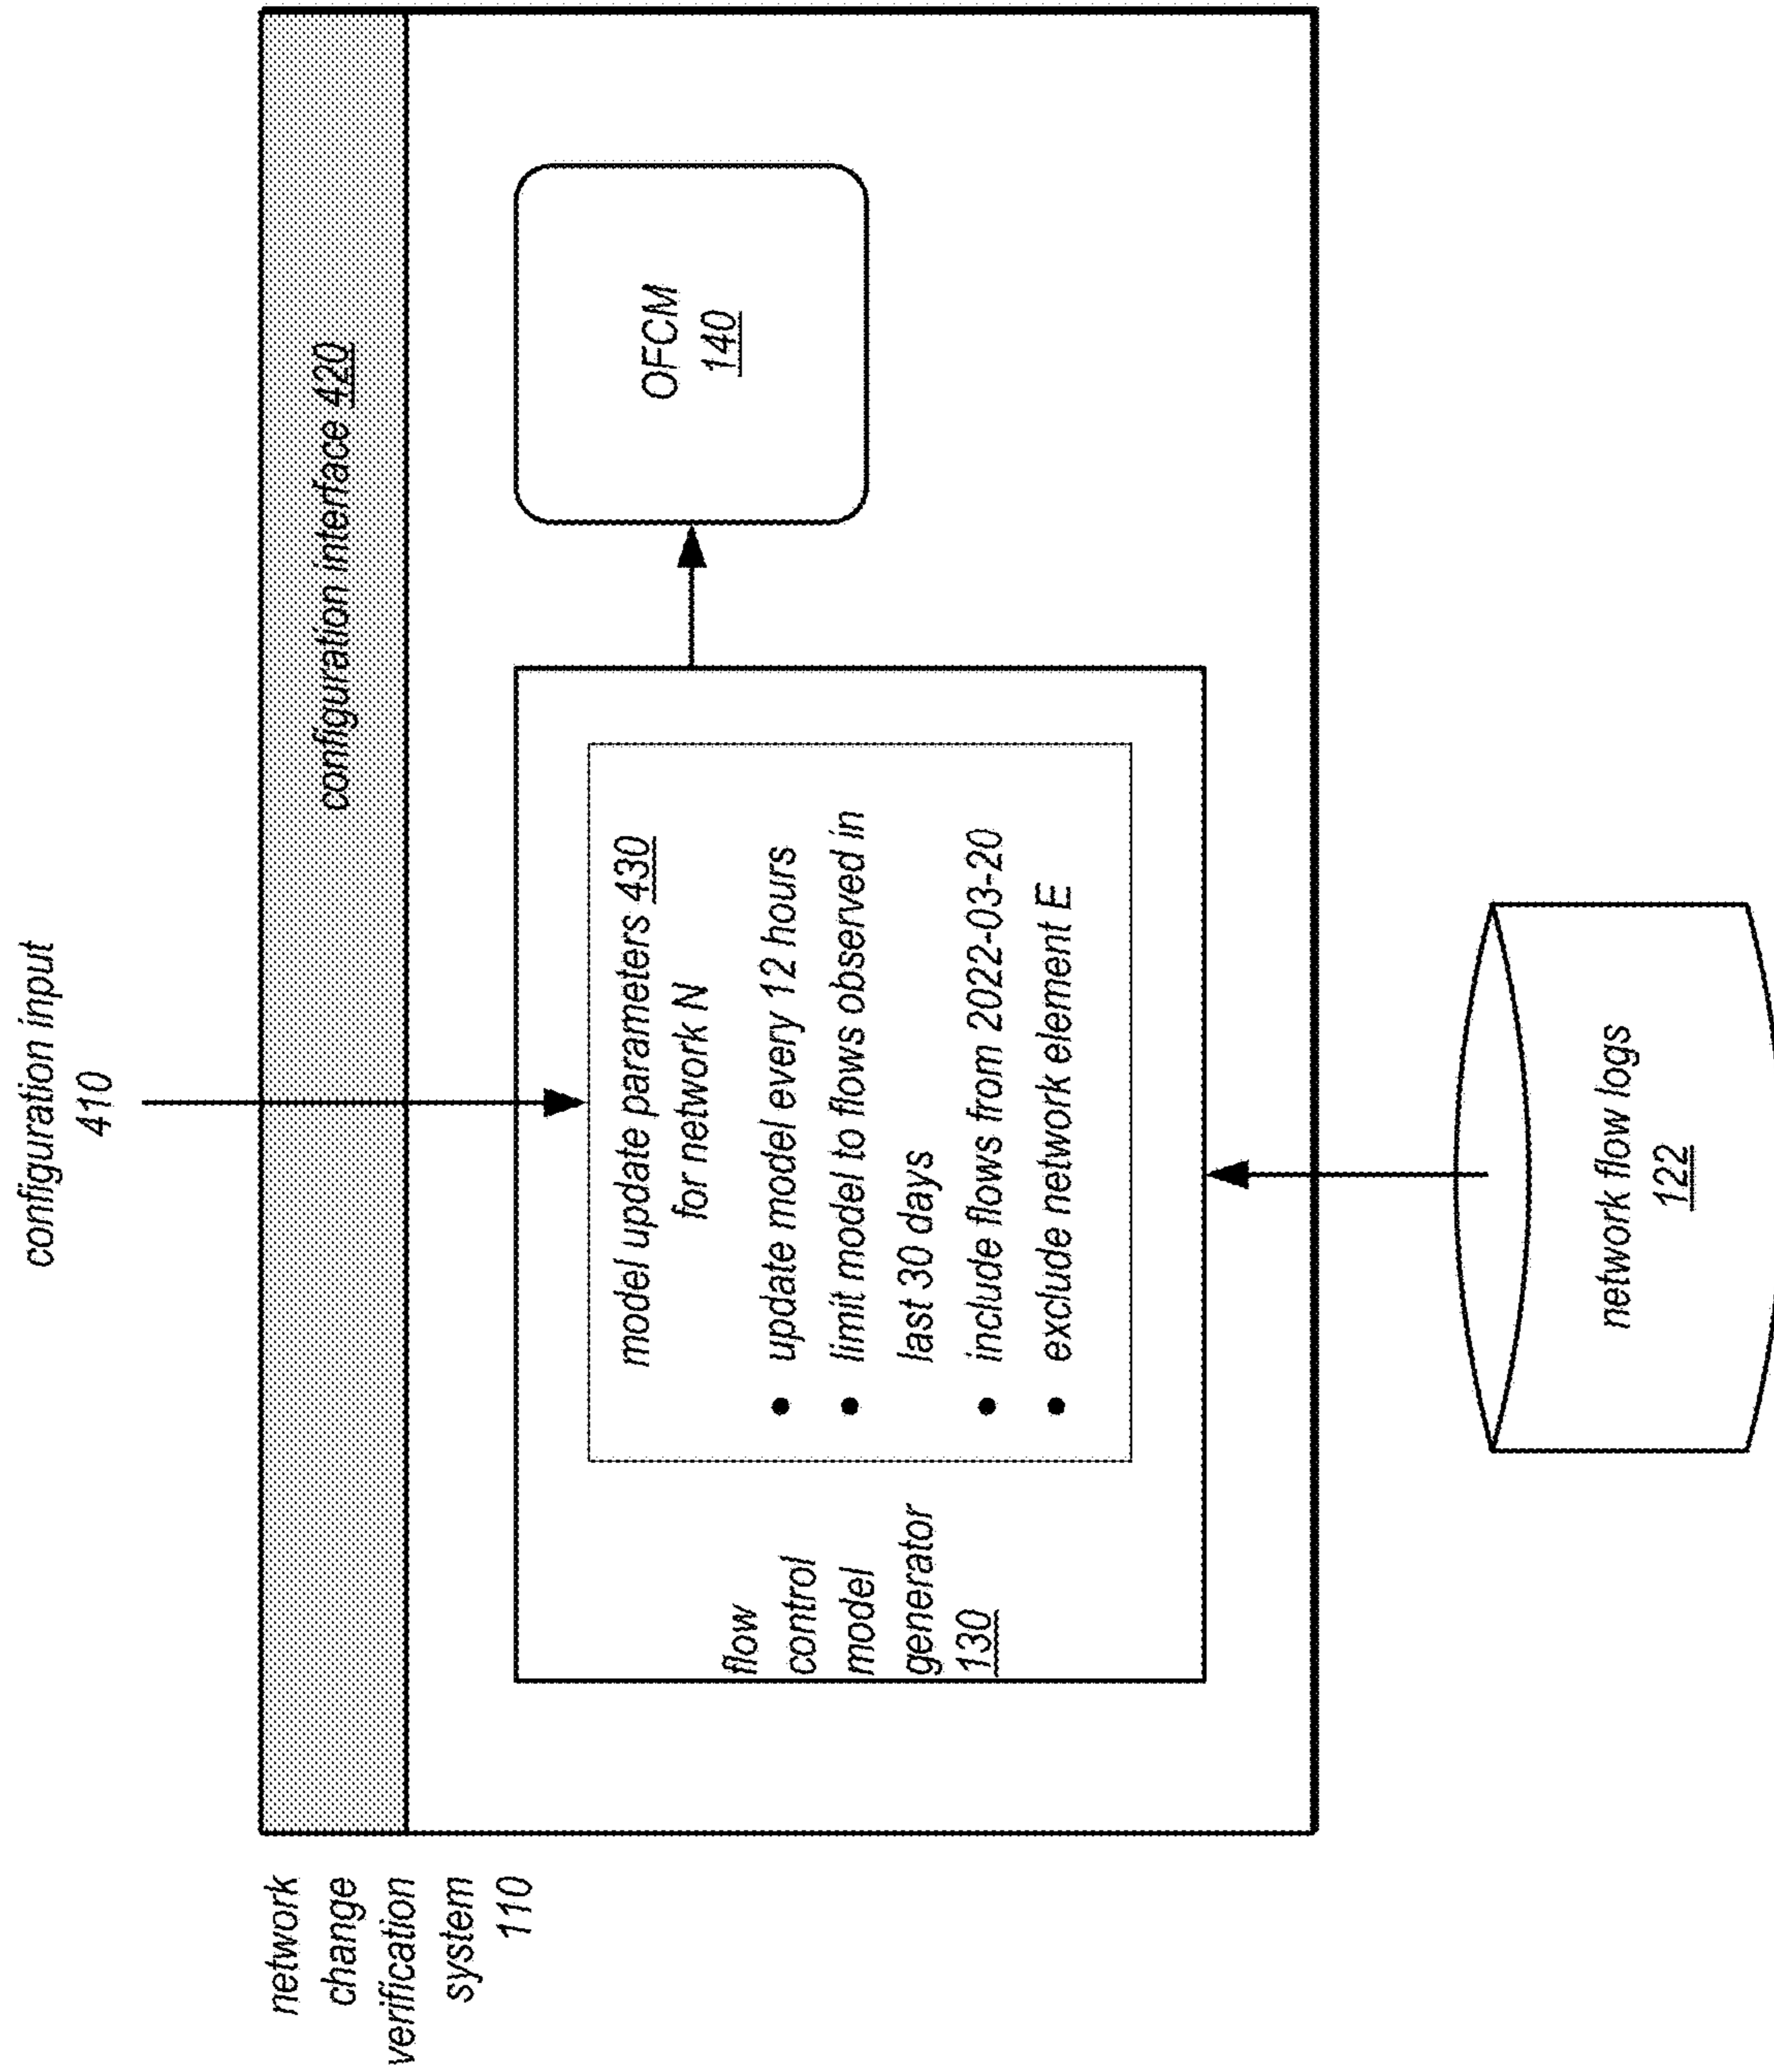 configuration input
410
network
change
verification
system
110
configuration interface 420
flow
control
model
generator
130
model update parameters 430
for network N
• update model every 12 hours
• limit model to flows observed in
last 30 days
• include flows from 2022-03-20
• exclude network element E
OFCM
140
network flow logs
122